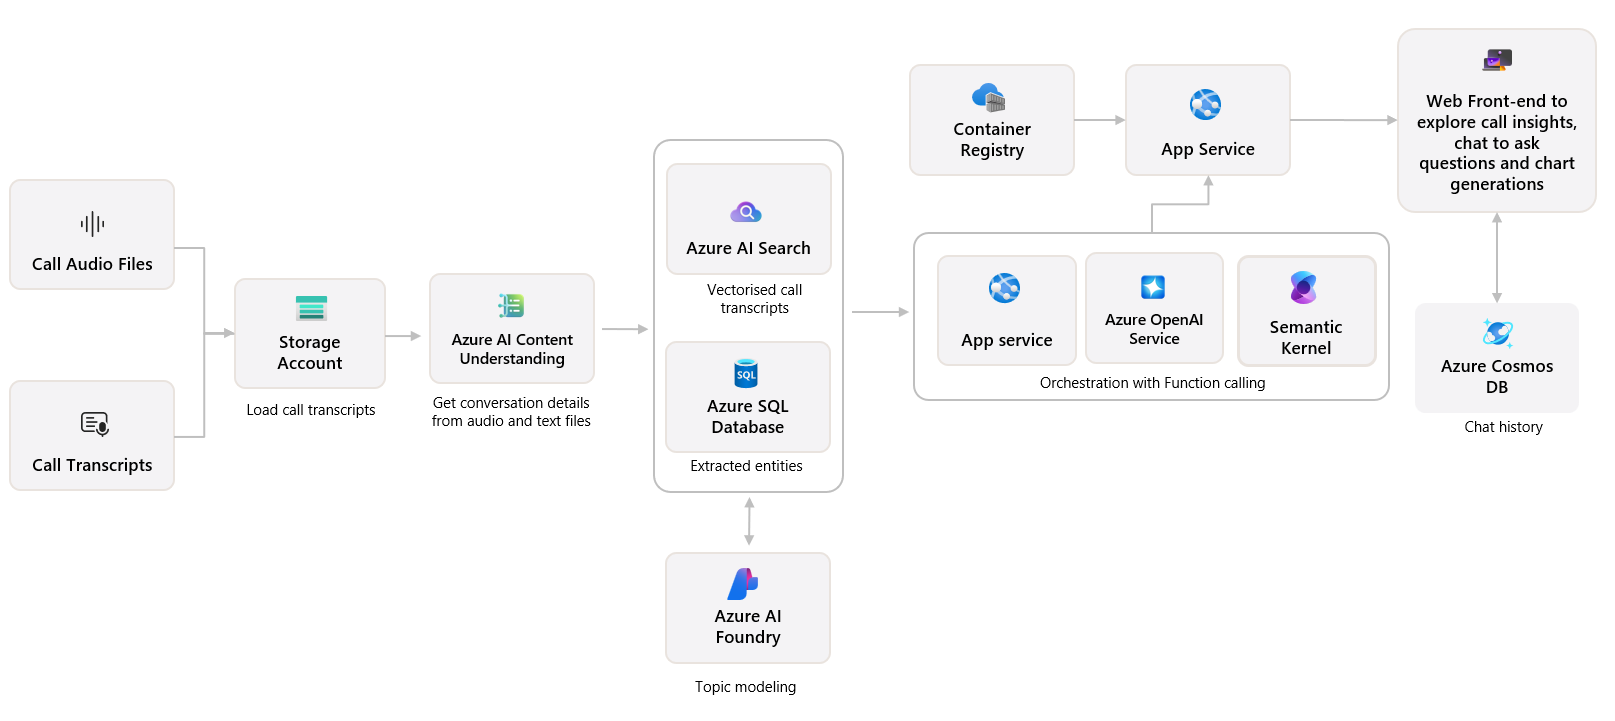 Call Audio Files
Call Transcripts
Storage
Account
Load call transcripts
Azure AI Content
Understanding
Get conversation details
from audio and text files
Azure AI Search
Vectorised call
transcripts
SQL
Azure SQL
Database
Extracted entities
Azure AI
Foundry
Topic modeling
Container
Registry
App Service
App service
Azure OpenAI
Service
Semantic
Kernel
Orchestration with Function calling
Web Front-end to
explore call insights,
chat to ask
questions and chart
generations
Azure Cosmos
DB
Chat history